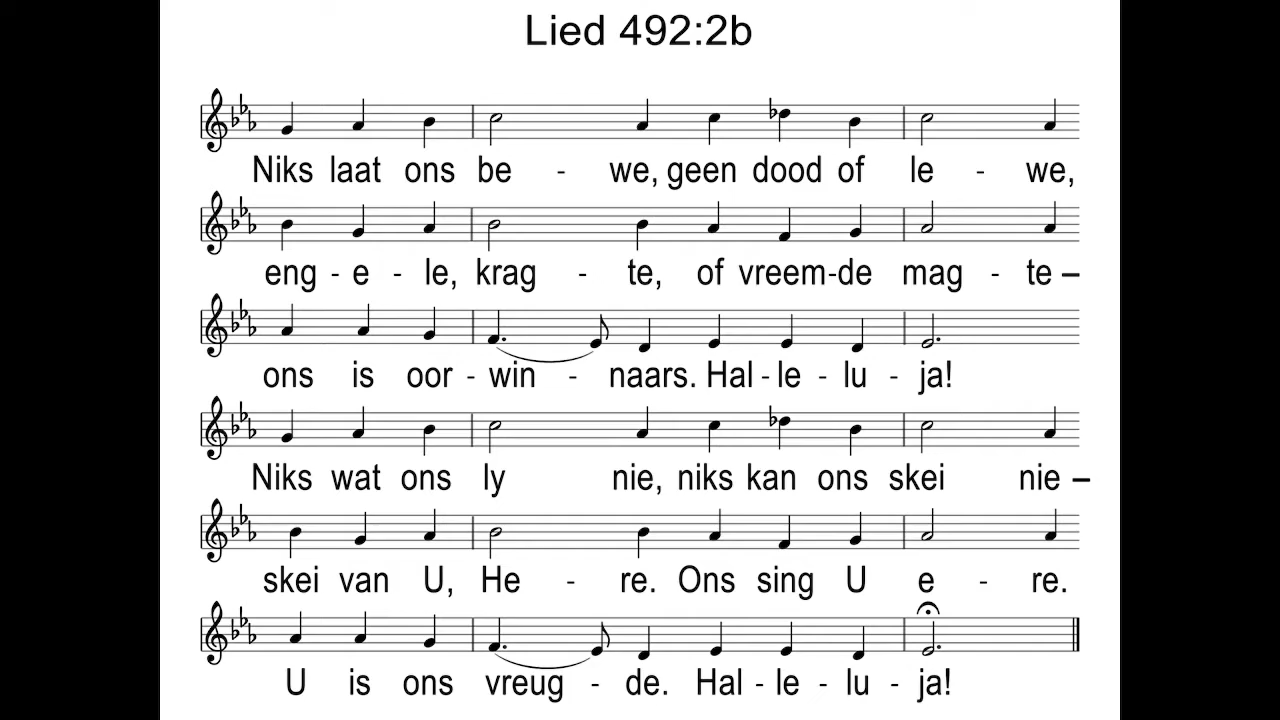 Lied 492:2b
Niks laat ons be - we, geen dood of le - we,
eng - e - le, krag - te, of vreem-de mag - te –
ons is oor - win - naars. Hal - le - lu - ja!
Niks wat ons ly nie, niks kan ons skei nie –
skei van U, He - re. Ons sing U e - re.
U is ons vreug - de. Hal - le - lu - ja!